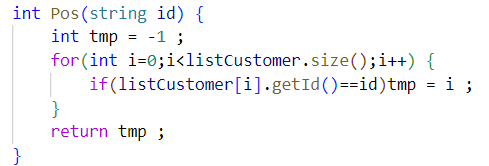 int Pos(string id) {
    int tmp = -1 ;
    for(int i=0;i<listCustomer.size();i++) {
        if(listCustomer[i].getId()==id)tmp = i ;
    }
    return tmp ;
}